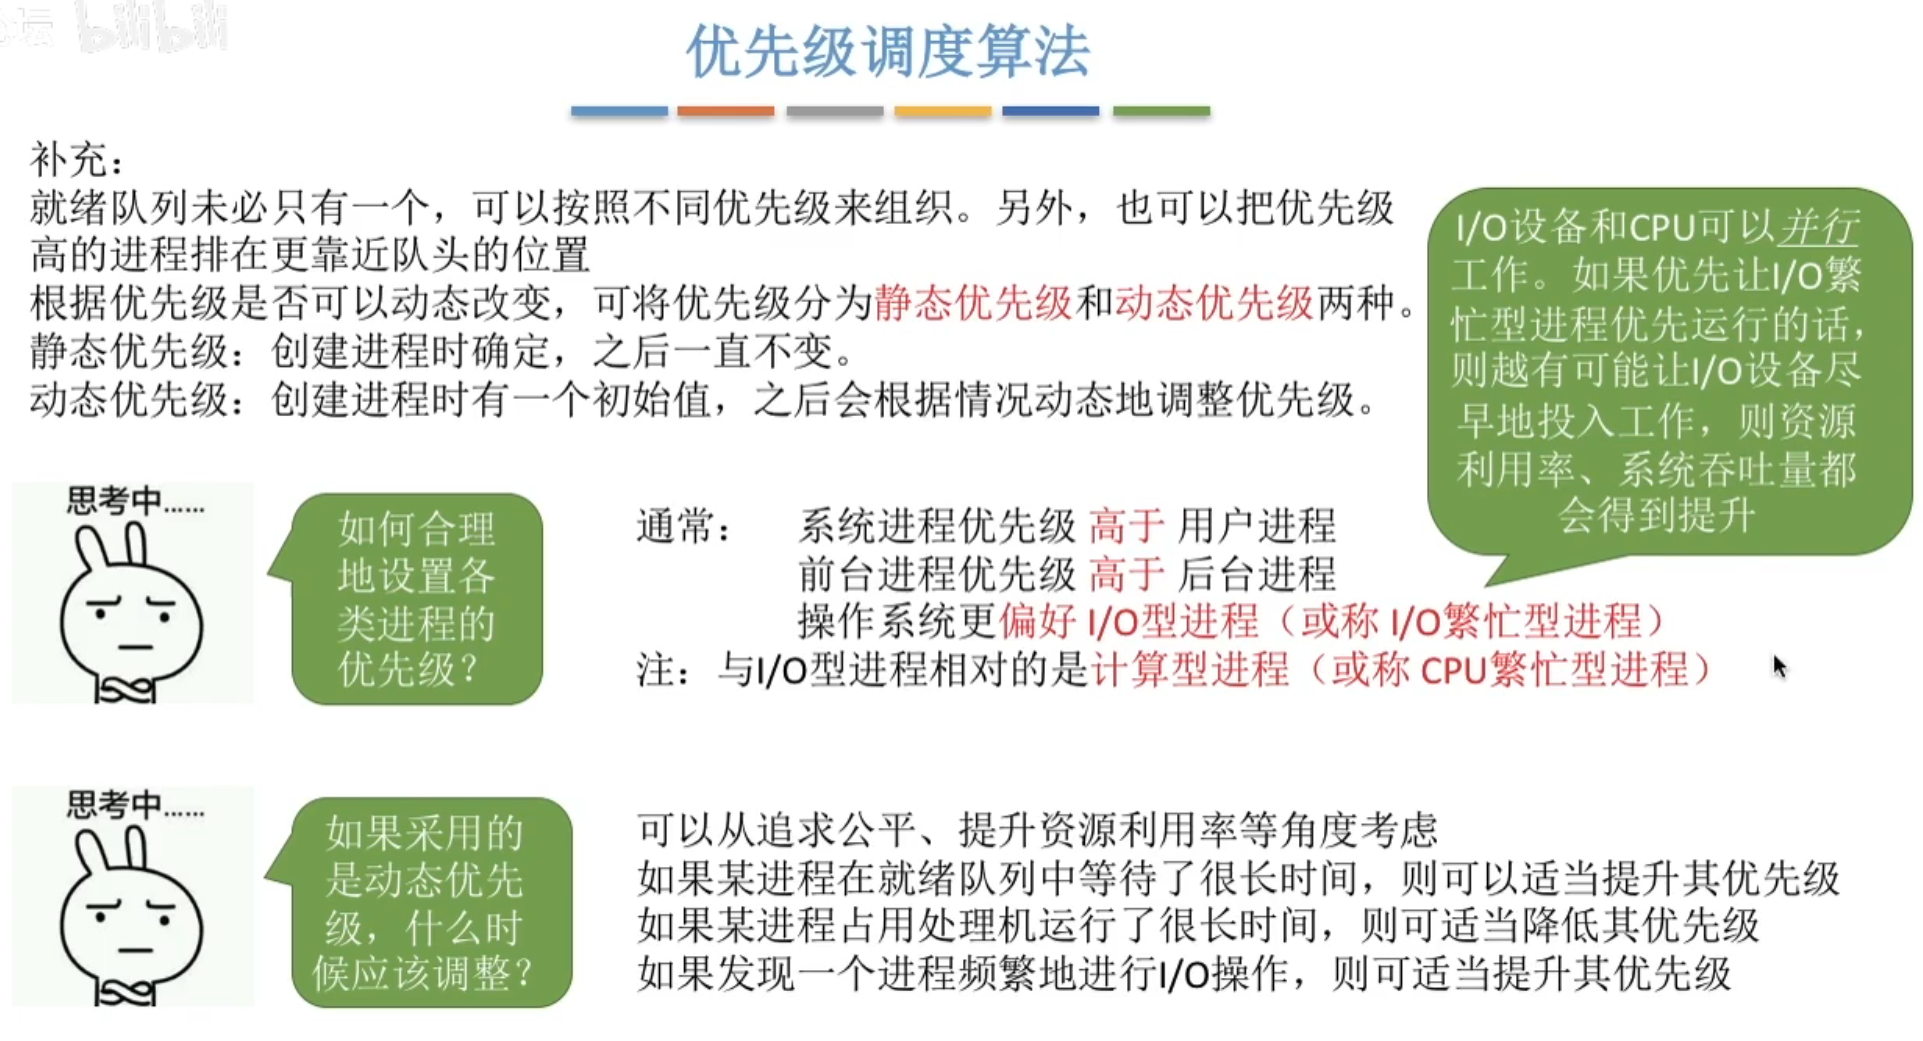 坛 bilibili
优先级调度算法
补充：
就绪队列未必只有一个，可以按照不同优先级来组织。另外，也可以把优先级
高的进程排在更靠近队头的位置
根据优先级是否可以动态改变，可将优先级分为静态优先级和动态优先级两种。
静态优先级：创建进程时确定，之后一直不变。
动态优先级：创建进程时有一个初始值，之后会根据情况动态地调整优先级。
I/O设备和CPU可以并行
工作。如果优先让I/O繁
忙型进程优先运行的话，
则越有可能让I/O设备尽
早地投入工作，则资源
利用率、系统吞吐量都
会得到提升
思考中......
如何合理
地设置各
类进程的
优先级？
通常： 系统进程优先级 高于 用户进程
前台进程优先级 高于 后台进程
操作系统更偏好 I/O型进程（或称 I/O繁忙型进程）
注：与I/O型进程相对的是计算型进程（或称 CPU繁忙型进程）
思考中......
如果采用的
是动态优先
级，什么时
候应该调整？
可以从追求公平、提升资源利用率等角度考虑
如果某进程在就绪队列中等待了很长时间，则可以适当提升其优先级
如果某进程占用处理机运行了很长时间，则可适当降低其优先级
如果发现一个进程频繁地进行I/O操作，则可适当提升其优先级